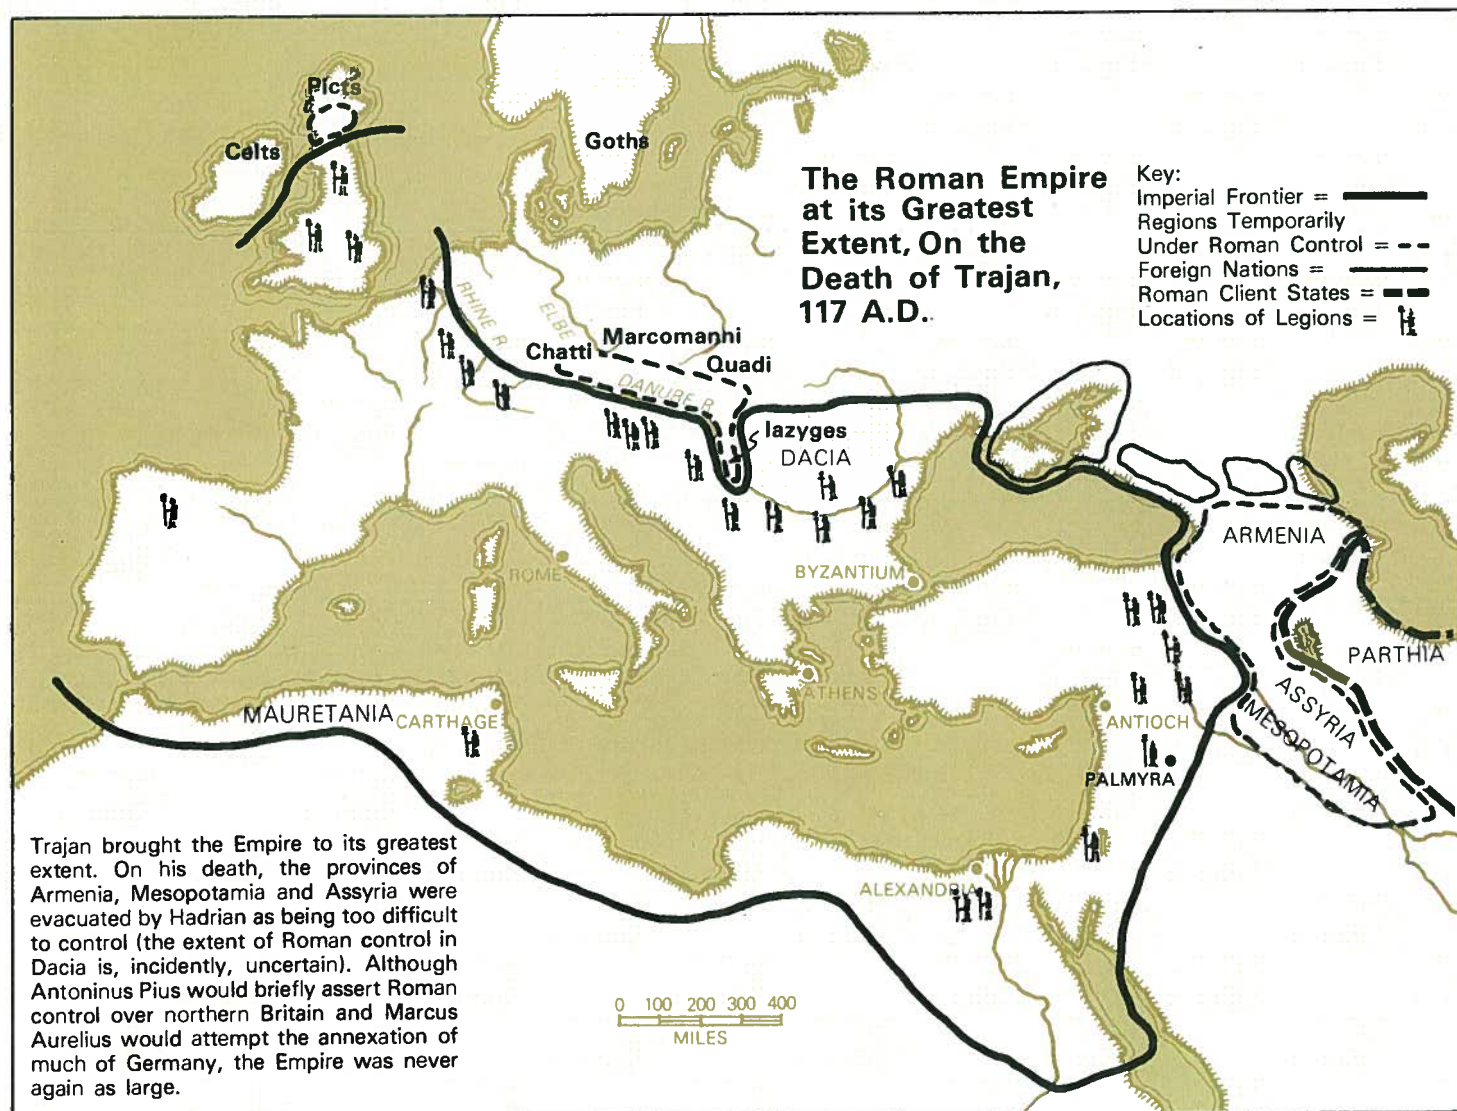 Picts
Celts
Goths
The Roman Empire
at its Greatest
Extent, On the
Death of Trajan,
117 A.D.
Key:
Imperial Frontier =
Regions Temporarily
Under Roman Control =
Foreign Nations =
Roman Client States =
Locations of Legions =
RHINE R
ELBE
Marcomanni
Chatti
Quadi
DANUBE R
Iazyges
DACIA
ARMENIA
ROME
BYZANTIUM
PARTHIA
ATHENS
ASSYRIA
MAURETANIA
CARTHAGE
ANTIOCH
MESOPOTAMIA
PALMYRA
ALEXANDRIA
Trajan brought the Empire to its greatest
extent. On his death, the provinces of
Armenia, Mesopotamia and Assyria were
evacuated by Hadrian as being too difficult
to control (the extent of Roman control in
Dacia is, incidently, uncertain). Although
Antoninus Pius would briefly assert Roman
control over northern Britain and Marcus
Aurelius would attempt the annexation of
much of Germany, the Empire was never
again as large.
0 100 200 300 400
MILES